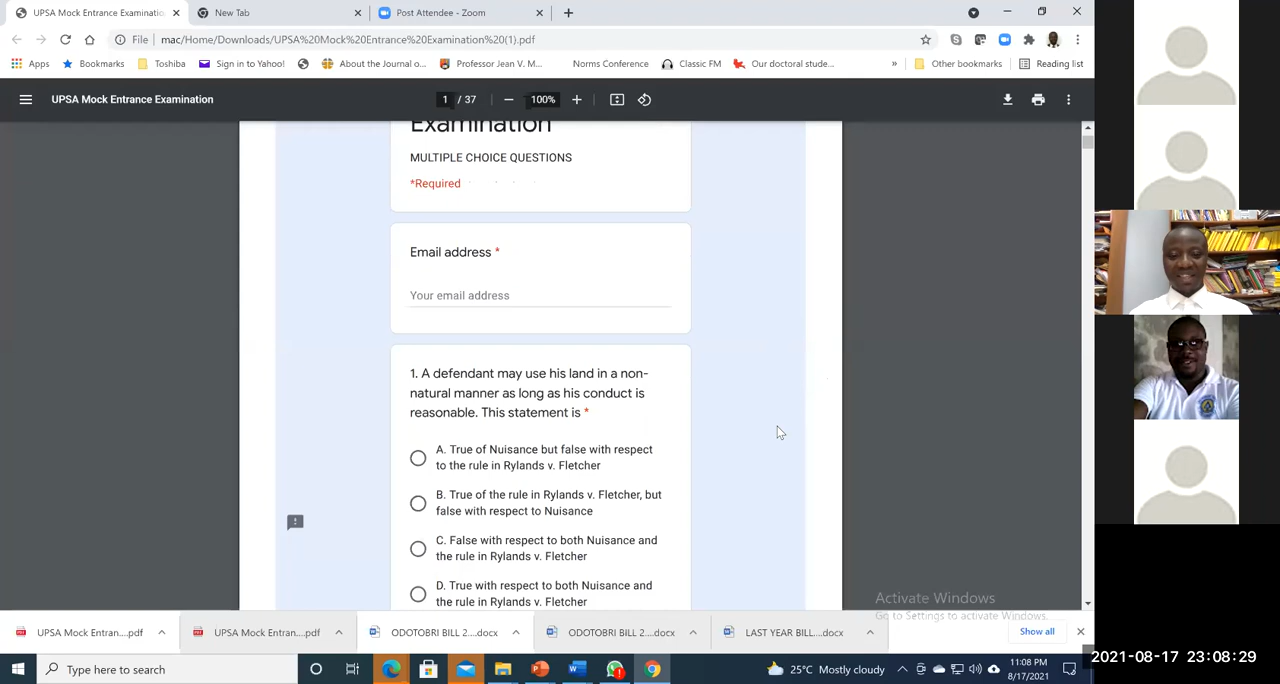 UPSA Mock Entrance Examinatio
New Tab
Post Attendee - Zoom
File
mac/Home/Downloads/UPSA%20Mock%20Entrance%20Examination%20(1).pdf
Apps
Bookmarks
Toshiba
Sign in to Yahoo!
About the Journal o...
Professor Jean V. M...
Norms Conference
Classic FM
Our doctoral stude...
»
Other bookmarks
Reading list
UPSA Mock Entrance Examination
1 / 37
100%
Examination
MULTIPLE CHOICE QUESTIONS
*Required
Email address *
Your email address
1. A defendant may use his land in a non-
natural manner as long as his conduct is
reasonable. This statement is *
A. True of Nuisance but false with respect
to the rule in Rylands v. Fletcher
B. True of the rule in Rylands v. Fletcher, but
false with respect to Nuisance
C. False with respect to both Nuisance and
the rule in Rylands v. Fletcher
D. True with respect to both Nuisance and
the rule in Rylands v. Fletcher
Activate Windows
Go to Settings to activate Windows.
UPSA Mock Entran....pdf
UPSA Mock Entran....pdf
ODOTOBRI BILL 2....docx
ODOTOBRI BILL 2....docx
LAST YEAR BILL....docx
Show all
Type here to search
25°C Mostly cloudy
11:08 PM
8/17/2021
2021-08-17 23:08:29